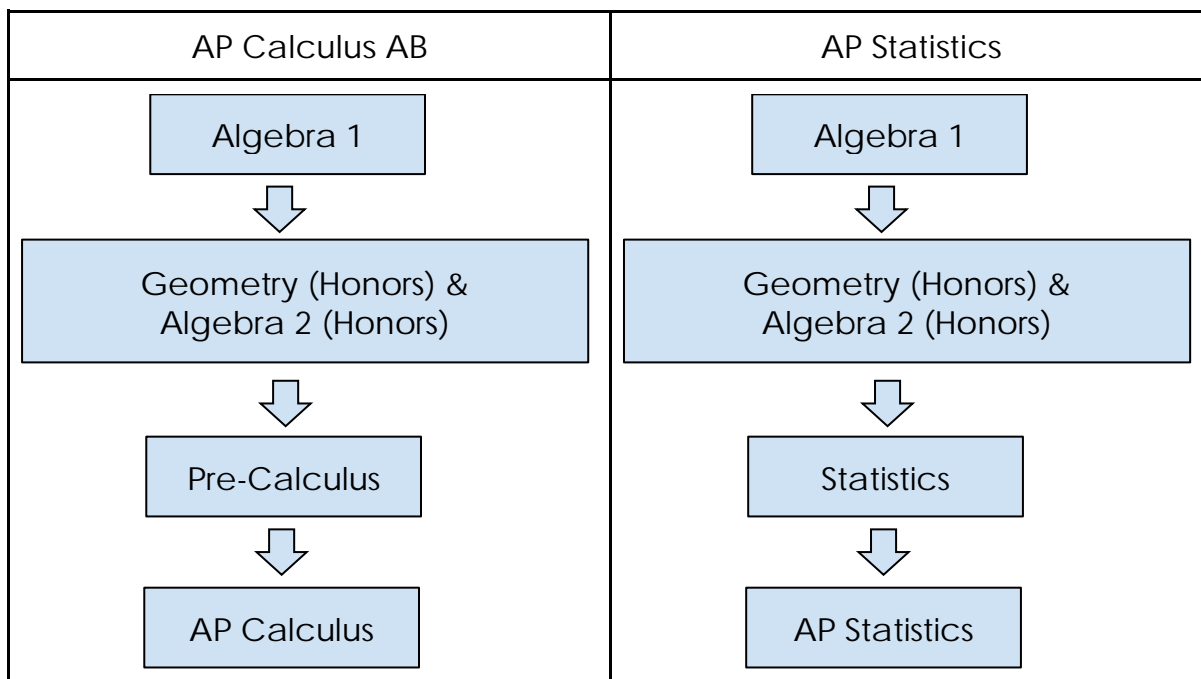 AP Calculus AB
AP Statistics
Algebra 1
Geometry (Honors) &
Algebra 2 (Honors)
Pre-Calculus
AP Calculus
Algebra 1
Geometry (Honors) &
Algebra 2 (Honors)
Statistics
AP Statistics